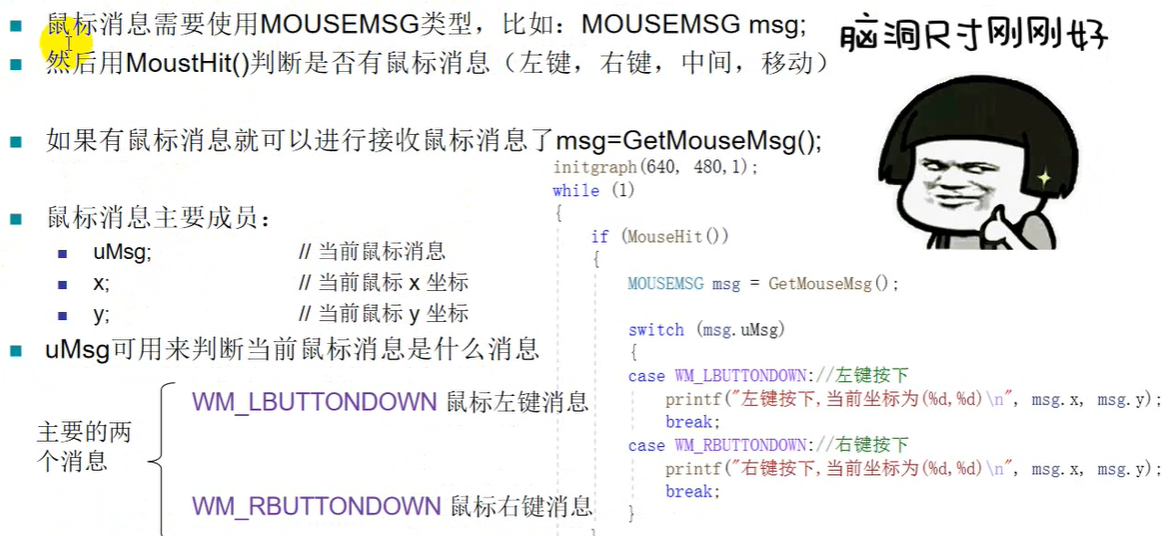 鼠标消息需要使用MOUSEMSG类型，比如：MOUSEMSG msg;
然后用MoustHit()判断是否有鼠标消息（左键，右键，中间，移动）
脑洞尺寸刚刚好
如果有鼠标消息就可以进行接收鼠标消息了msg=GetMouseMsg();
鼠标消息主要成员：
uMsg; // 当前鼠标消息
x; // 当前鼠标 x 坐标
y; // 当前鼠标 y 坐标
uMsg可用来判断当前鼠标消息是什么消息
主要的两
个消息
WM_LBUTTONDOWN 鼠标左键消息
WM_RBUTTONDOWN 鼠标右键消息
initgraph(640, 480,1);
while (1)
{
if (MouseHit())
{
MOUSEMSG msg = GetMouseMsg();
switch (msg.uMsg)
{
case WM_LBUTTONDOWN://左键按下
printf("左键按下,当前坐标为(%d,%d)\n", msg.x, msg.y);
break;
case WM_RBUTTONDOWN://右键按下
printf("右键按下,当前坐标为(%d,%d)\n", msg.x, msg.y);
break;
}
}